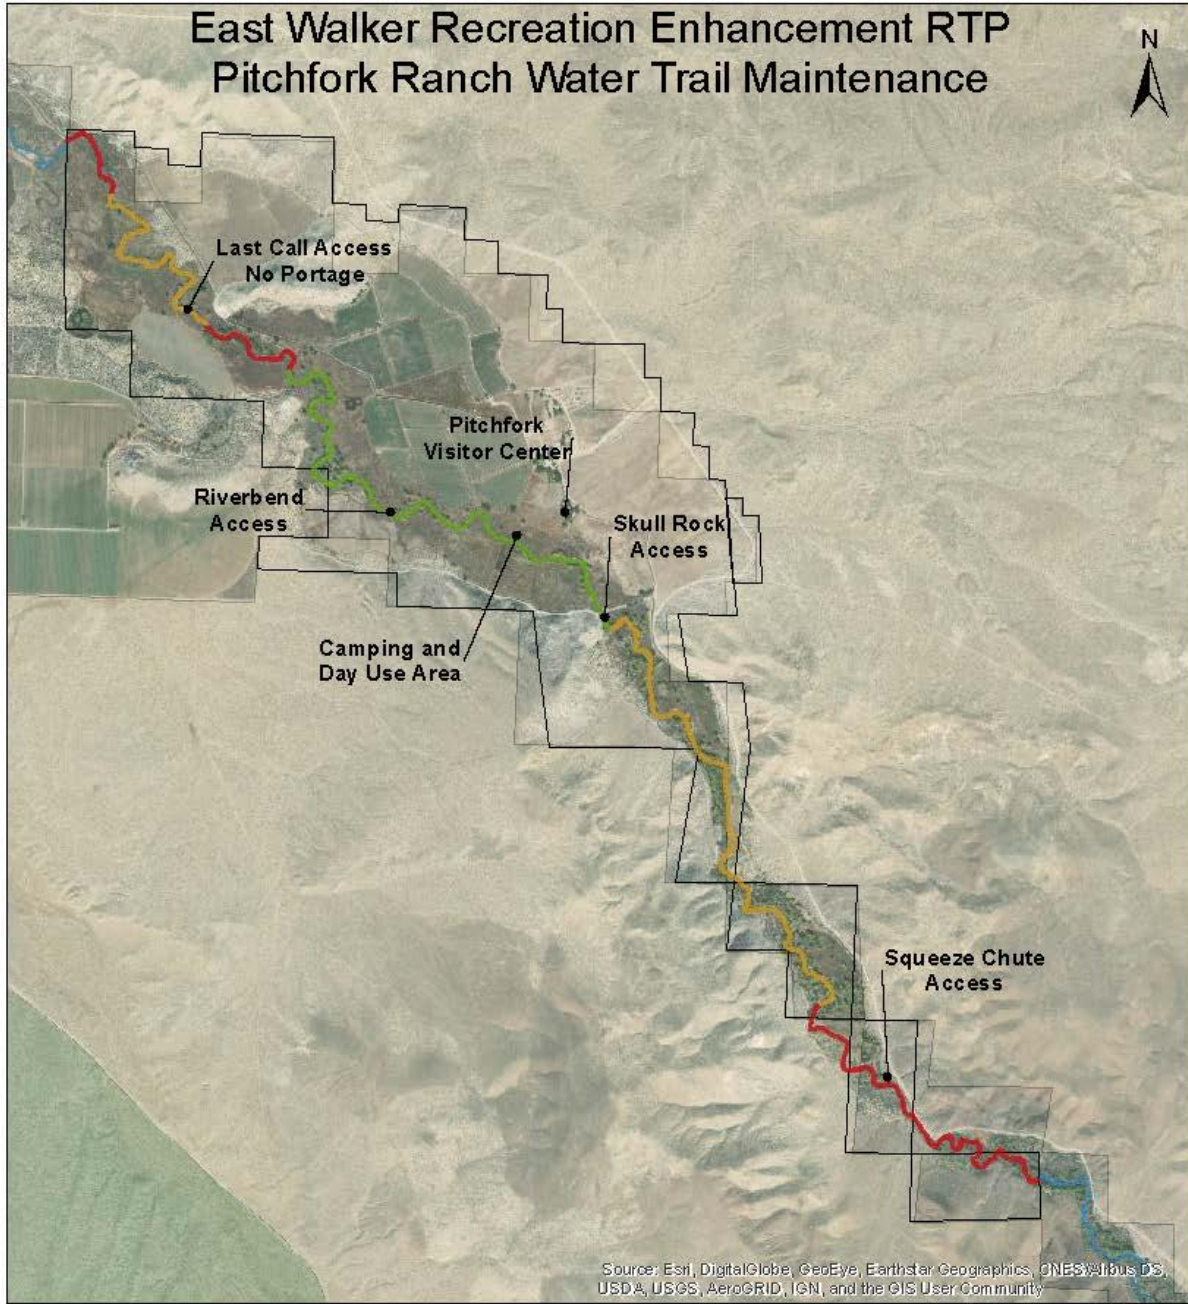 East Walker Recreation Enhancement RTP
Pitchfork Ranch Water Trail Maintenance
N
Last Call Access
No Portage
Pitchfork
Visitor Center
Riverbend
Access
Skull Rock
Access
Camping and
Day Use Area
Squeeze Chute
Access
Source: Esri, DigitalGlobe, GeoEye, Earthstar Geographics, CNES/Airbus DS,
USDA, USGS, AeroGRID, IGN, and the GIS User Community